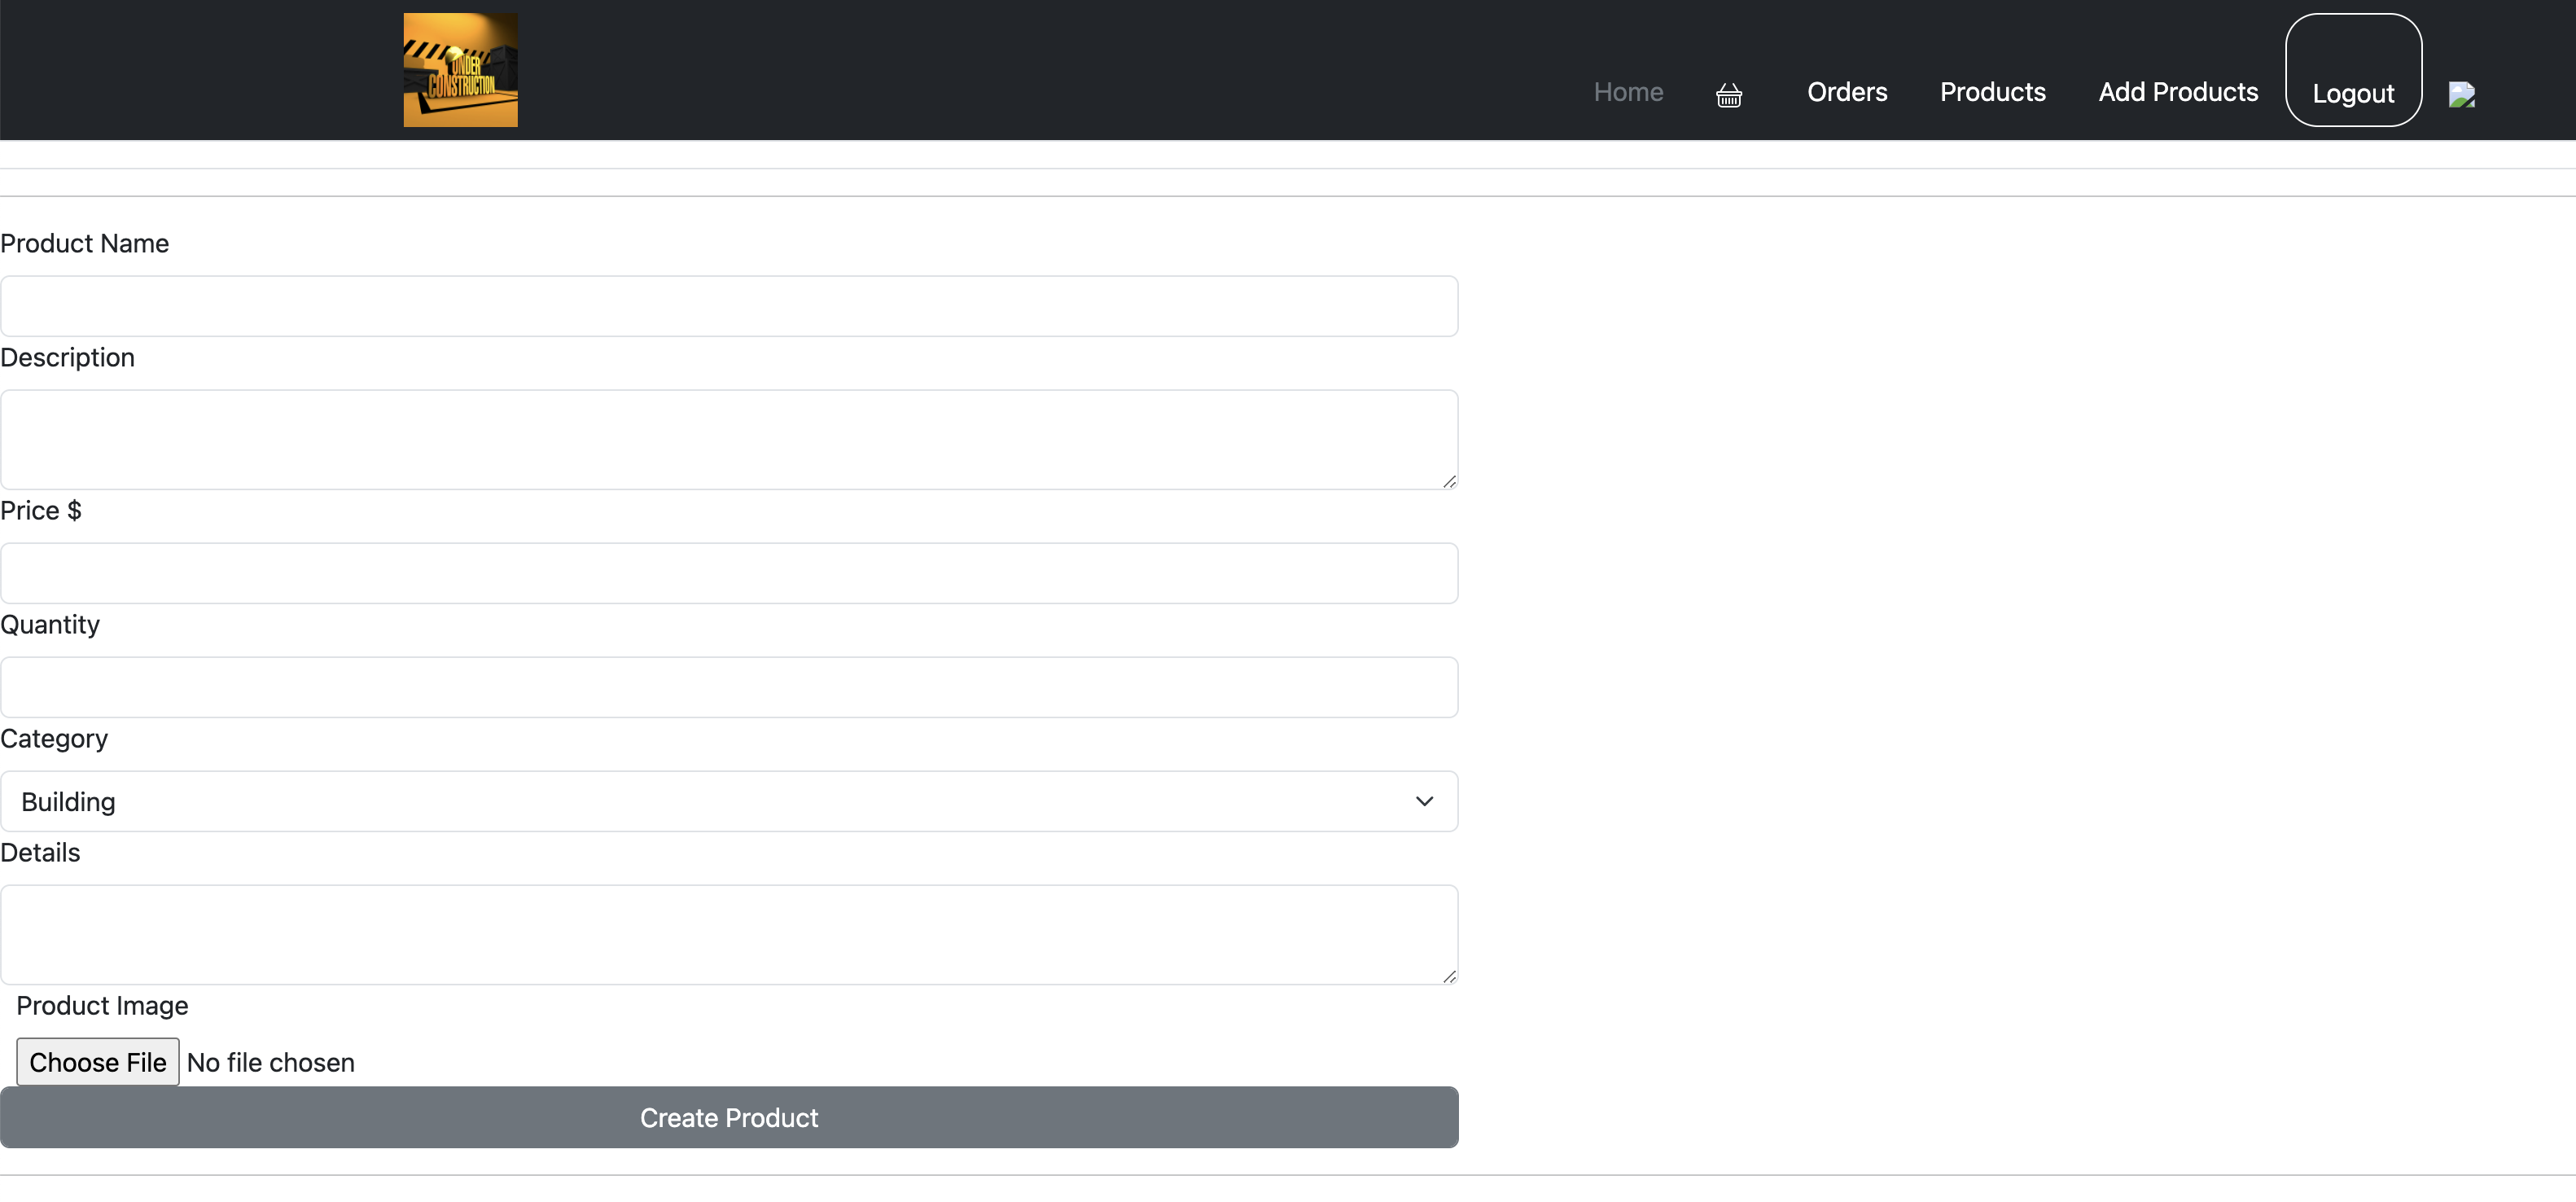 UNDER
CONSTRUCTION
Home
Orders
Products
Add Products
Logout
Product Name
Description
Price $
Quantity
Category
Building
Details
Product Image
Choose File No file chosen
Create Product